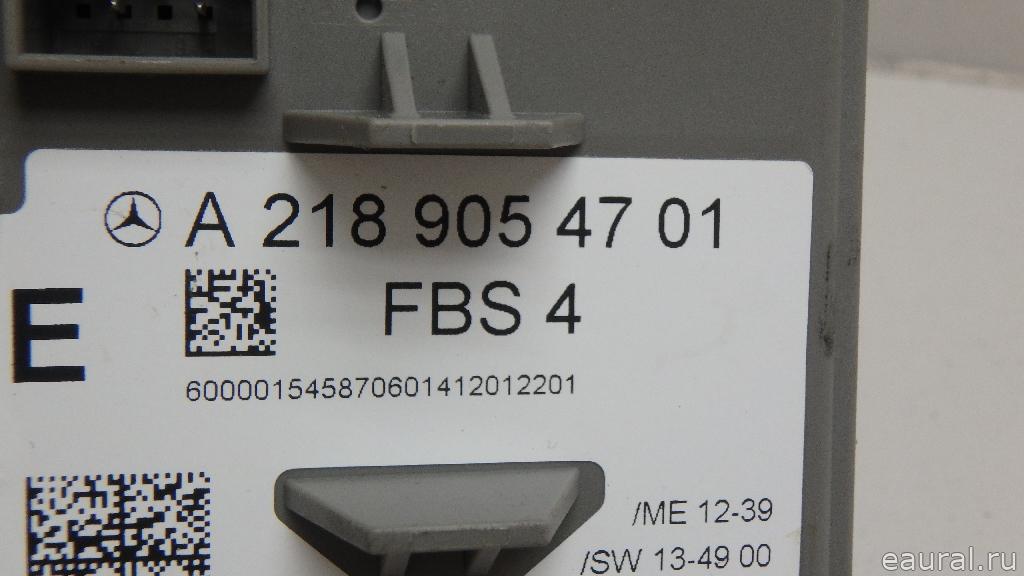 A 218 905 47 01
FBS 4
E
600001545870601412012201
/ME 12-39
/SW 13-49 00
eaural.ru